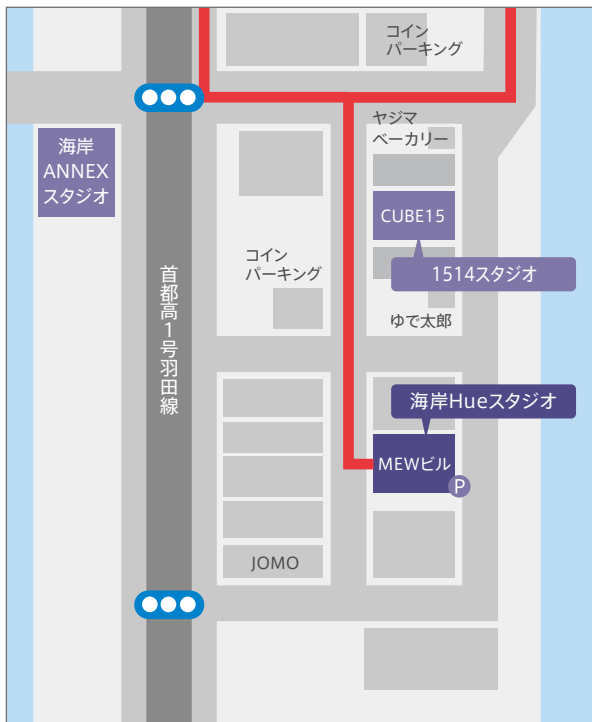 コイン
パーキング
ヤジマ
ベーカリー
海岸
ANNEX
スタジオ
CUBE15
コイン
パーキング
1514スタジオ
首都高1号羽田線
ゆで太郎
海岸Hueスタジオ
MEWビル
P
JOMO